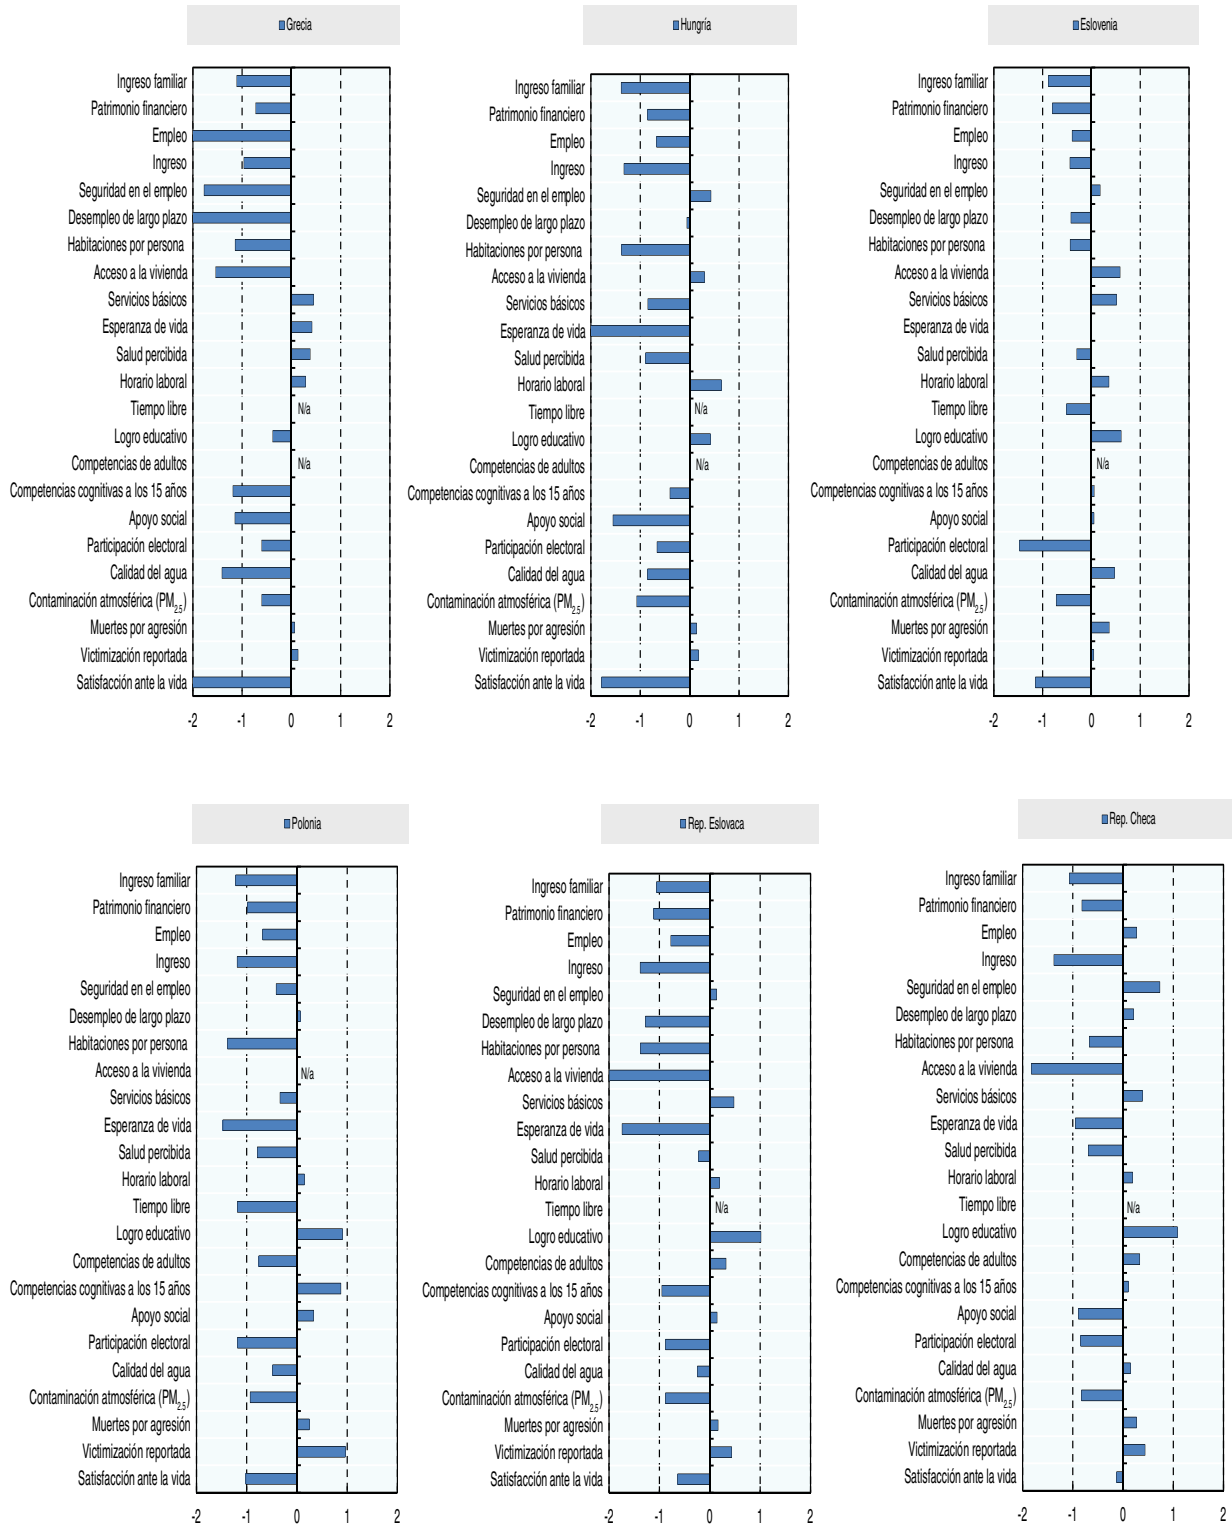 Grecia
Ingreso familiar
Patrimonio financiero
Empleo
Ingreso
Seguridad en el empleo
Desempleo de largo plazo
Habitaciones por persona
Acceso a la vivienda
Servicios básicos
Esperanza de vida
Salud percibida
Horario laboral
Tiempo libre N/a
Logro educativo
Competencias de adultos N/a
Competencias cognitivas a los 15 años
Apoyo social
Participación electoral
Calidad del agua
Contaminación atmosférica (PM2.5)
Muertes por agresión
Victimización reportada
Satisfacción ante la vida
-2 -1 0 1 2
Hungría
Ingreso familiar
Patrimonio financiero
Empleo
Ingreso
Seguridad en el empleo
Desempleo de largo plazo
Habitaciones por persona
Acceso a la vivienda
Servicios básicos
Esperanza de vida
Salud percibida
Horario laboral
Tiempo libre N/a
Logro educativo
Competencias de adultos N/a
Competencias cognitivas a los 15 años
Apoyo social
Participación electoral
Calidad del agua
Contaminación atmosférica (PM2.5)
Muertes por agresión
Victimización reportada
Satisfacción ante la vida
-2 -1 0 1 2
Eslovenia
Ingreso familiar
Patrimonio financiero
Empleo
Ingreso
Seguridad en el empleo
Desempleo de largo plazo
Habitaciones por persona
Acceso a la vivienda
Servicios básicos
Esperanza de vida
Salud percibida
Horario laboral
Tiempo libre
Logro educativo
Competencias de adultos N/a
Competencias cognitivas a los 15 años
Apoyo social
Participación electoral
Calidad del agua
Contaminación atmosférica (PM2.5)
Muertes por agresión
Victimización reportada
Satisfacción ante la vida
-2 -1 0 1 2
Polonia
Ingreso familiar
Patrimonio financiero
Empleo
Ingreso
Seguridad en el empleo
Desempleo de largo plazo
Habitaciones por persona
Acceso a la vivienda N/a
Servicios básicos
Esperanza de vida
Salud percibida
Horario laboral
Tiempo libre
Logro educativo
Competencias de adultos
Competencias cognitivas a los 15 años
Apoyo social
Participación electoral
Calidad del agua
Contaminación atmosférica (PM2.5)
Muertes por agresión
Victimización reportada
Satisfacción ante la vida
-2 -1 0 1 2
Rep. Eslovaca
Ingreso familiar
Patrimonio financiero
Empleo
Ingreso
Seguridad en el empleo
Desempleo de largo plazo
Habitaciones por persona
Acceso a la vivienda
Servicios básicos
Esperanza de vida
Salud percibida
Horario laboral
Tiempo libre N/a
Logro educativo
Competencias de adultos
Competencias cognitivas a los 15 años
Apoyo social
Participación electoral
Calidad del agua
Contaminación atmosférica (PM2.5)
Muertes por agresión
Victimización reportada
Satisfacción ante la vida
-2 -1 0 1 2
Rep. Checa
Ingreso familiar
Patrimonio financiero
Empleo
Ingreso
Seguridad en el empleo
Desempleo de largo plazo
Habitaciones por persona
Acceso a la vivienda
Servicios básicos
Esperanza de vida
Salud percibida
Horario laboral
Tiempo libre N/a
Logro educativo
Competencias de adultos
Competencias cognitivas a los 15 años
Apoyo social
Participación electoral
Calidad del agua
Contaminación atmosférica (PM2.5)
Muertes por agresión
Victimización reportada
Satisfacción ante la vida
-2 -1 0 1 2